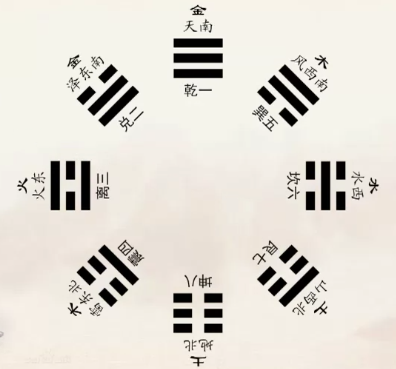 金
天南
乾一
木
风西南
巽五
水
水西
坎六
土
山西北
艮七
土
地北
坤八
木
雷东北
震四
火
火东
离三
金
泽东南
兑二